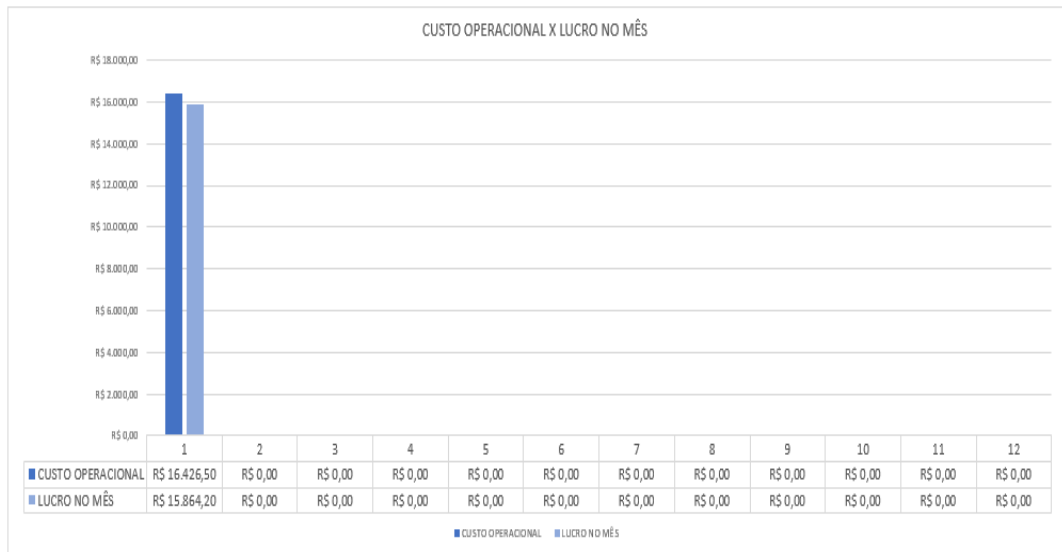 CUSTO OPERACIONAL X LUCRO NO MÊS
R$ 18.000,00
R$ 16.000,00
R$ 14.000,00
R$ 12.000,00
R$ 10.000,00
R$ 8.000,00
R$ 6.000,00
R$ 4.000,00
R$ 2.000,00
R$ 0,00
1 2 3 4 5 6 7 8 9 10 11 12
CUSTO OPERACIONAL R$ 16.426,50 R$ 0,00 R$ 0,00 R$ 0,00 R$ 0,00 R$ 0,00 R$ 0,00 R$ 0,00 R$ 0,00 R$ 0,00 R$ 0,00 R$ 0,00
LUCRO NO MÊS R$ 15.864,20 R$ 0,00 R$ 0,00 R$ 0,00 R$ 0,00 R$ 0,00 R$ 0,00 R$ 0,00 R$ 0,00 R$ 0,00 R$ 0,00 R$ 0,00
CUSTO OPERACIONAL LUCRO NO MÊS